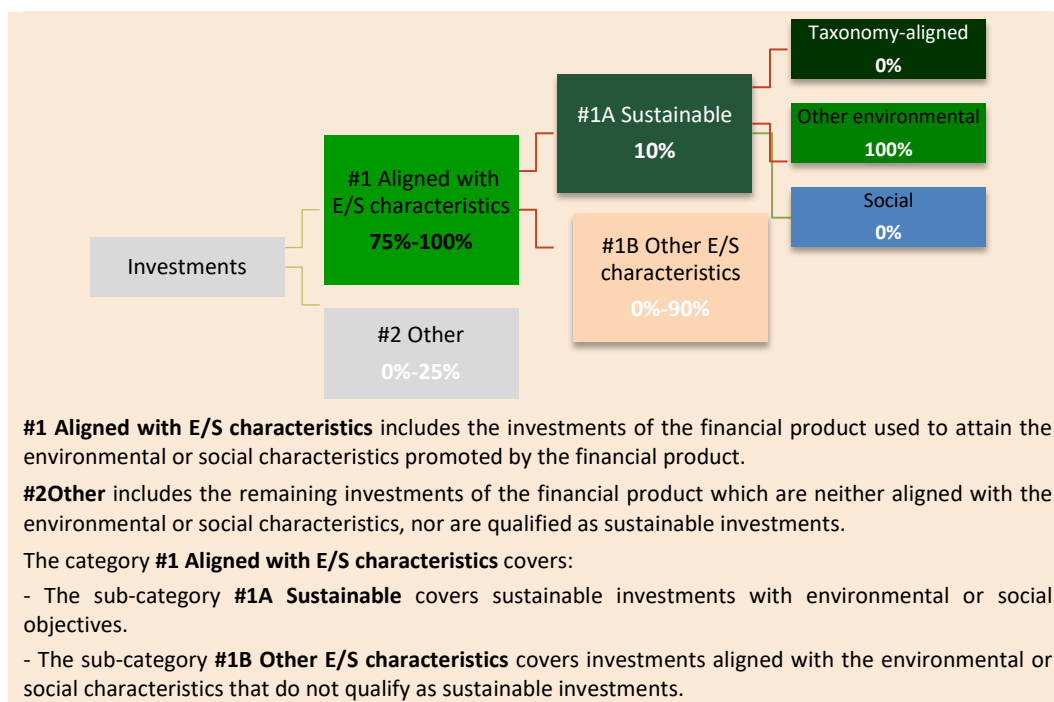 Taxonomy-aligned
0%
#1A Sustainable
10%
Other environmental
100%
#1 Aligned with
E/S characteristics
75%-100%
Social
0%
#1B Other E/S
characteristics
0%-90%
Investments
#2 Other
0%-25%
#1 Aligned with E/S characteristics includes the investments of the financial product used to attain the
environmental or social characteristics promoted by the financial product.
#2Other includes the remaining investments of the financial product which are neither aligned with the
environmental or social characteristics, nor are qualified as sustainable investments.
The category #1 Aligned with E/S characteristics covers:
- The sub-category #1A Sustainable covers sustainable investments with environmental or social
objectives.
- The sub-category #1B Other E/S characteristics covers investments aligned with the environmental or
social characteristics that do not qualify as sustainable investments.